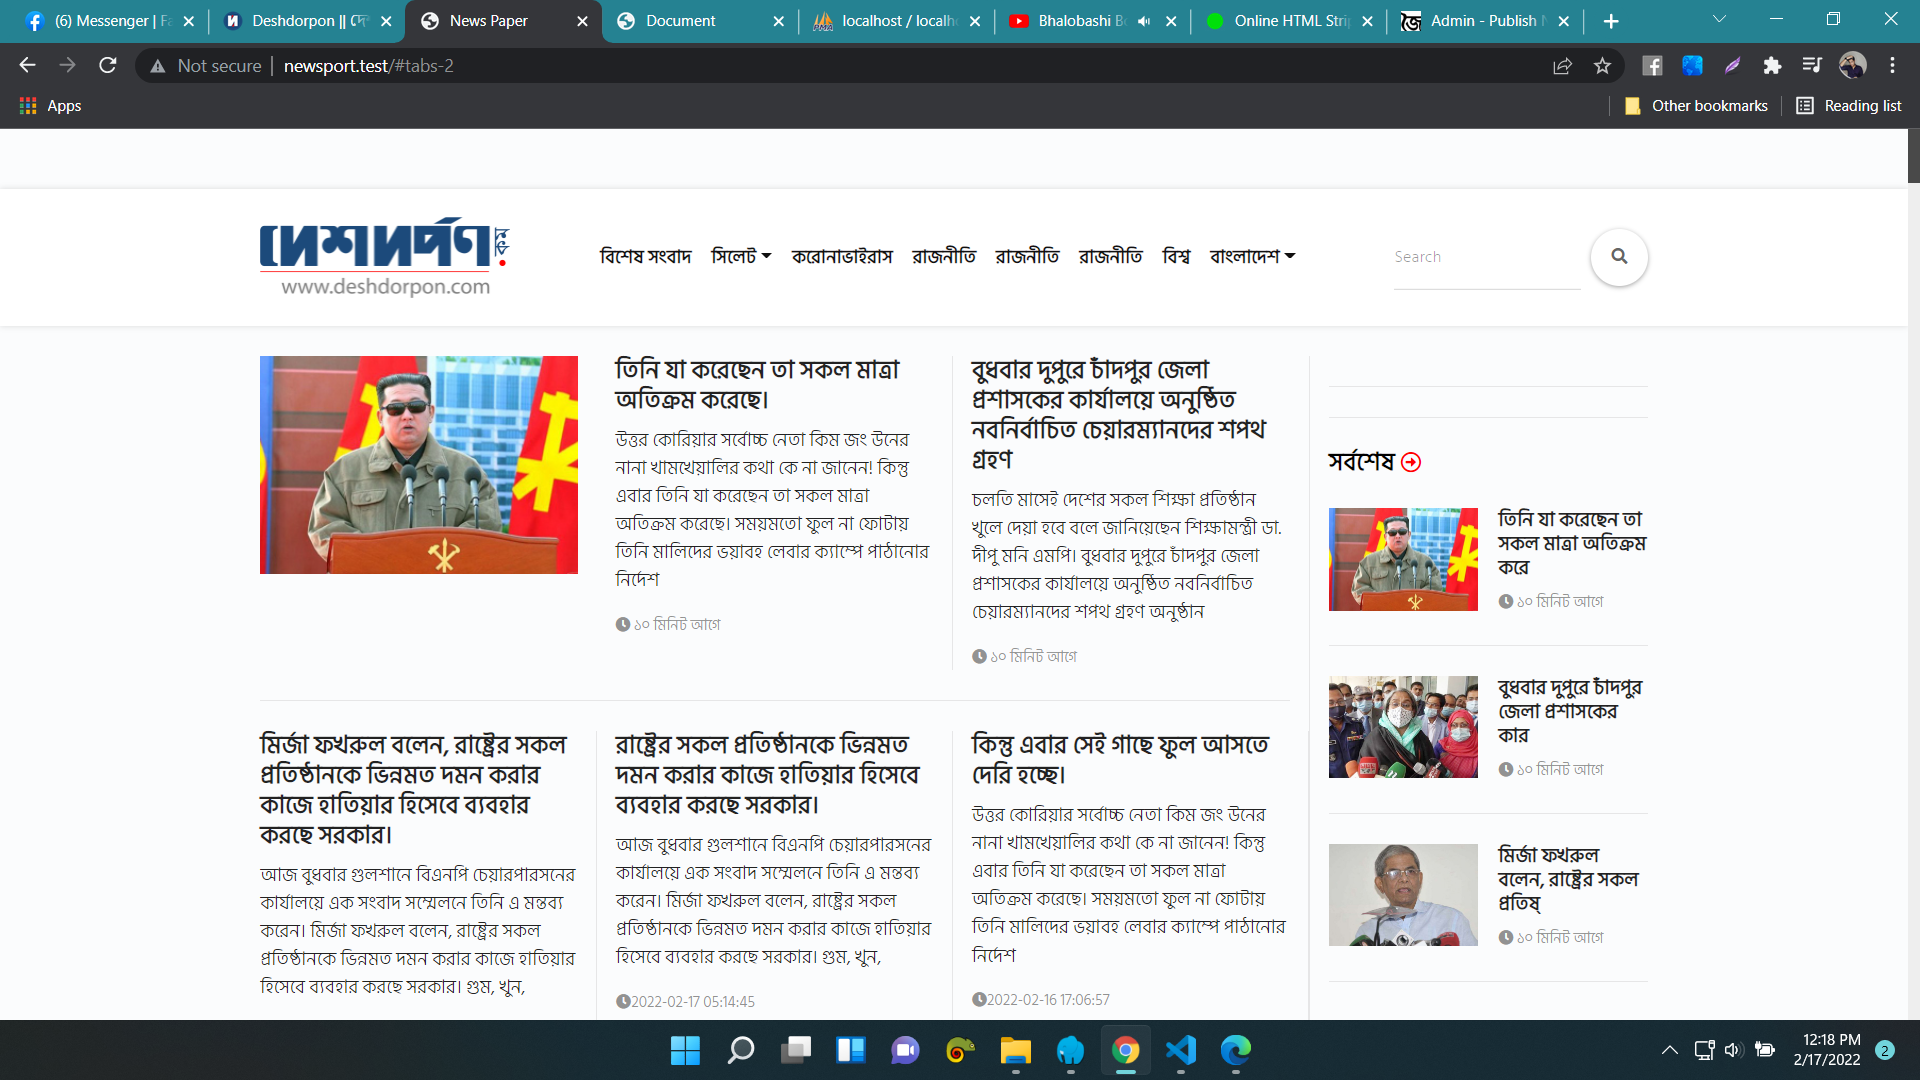 (6) Messenger | Fa
Deshdorpon || দে
News Paper
Document
localhost / localho
Bhalobashi Bo
Online HTML Strip
Admin - Publish N
Not secure
newsport.test/#tabs-2
Apps
Other bookmarks
Reading list
দেশদর্পণ.কম
www.deshdorpon.com
বিশেষ সংবাদ
সিলেট
করোনাভাইরাস
রাজনীতি
রাজনীতি
রাজনীতি
বিশ্ব
বাংলাদেশ
Search
তিনি যা করেছেন তা সকল মাত্রা
অতিক্রম করেছে।
উত্তর কোরিয়ার সর্বোচ্চ নেতা কিম জং উনের
নানা খামখেয়ালির কথা কে না জানেন! কিন্তু
এবার তিনি যা করেছেন তা সকল মাত্রা
অতিক্রম করেছে। সময়মতো ফুল না ফোটায়
তিনি মালিদের ভয়াবহ লেবার ক্যাম্পে পাঠানোর
নির্দেশ
১০ মিনিট আগে
বুধবার দুপুরে চাঁদপুর জেলা
প্রশাসকের কার্যালয়ে অনুষ্ঠিত
নবনির্বাচিত চেয়ারম্যানদের শপথ
গ্রহণ
চলতি মাসেই দেশের সকল শিক্ষা প্রতিষ্ঠান
খুলে দেয়া হবে বলে জানিয়েছেন শিক্ষামন্ত্রী ডা.
দীপু মনি এমপি। বুধবার দুপুরে চাঁদপুর জেলা
প্রশাসকের কার্যালয়ে অনুষ্ঠিত নবনির্বাচিত
চেয়ারম্যানদের শপথ গ্রহণ অনুষ্ঠান
১০ মিনিট আগে
মির্জা ফখরুল বলেন, রাষ্ট্রের সকল
প্রতিষ্ঠানকে ভিন্নমত দমন করার
কাজে হাতিয়ার হিসেবে ব্যবহার
করছে সরকার।
আজ বুধবার গুলশানে বিএনপি চেয়ারপারসনের
কার্যালয়ে এক সংবাদ সম্মেলনে তিনি এ মন্তব্য
করেন। মির্জা ফখরুল বলেন, রাষ্ট্রের সকল
প্রতিষ্ঠানকে ভিন্নমত দমন করার কাজে হাতিয়ার
হিসেবে ব্যবহার করছে সরকার। গুম, খুন,
রাষ্ট্রের সকল প্রতিষ্ঠানকে ভিন্নমত
দমন করার কাজে হাতিয়ার হিসেবে
ব্যবহার করছে সরকার।
আজ বুধবার গুলশানে বিএনপি চেয়ারপারসনের
কার্যালয়ে এক সংবাদ সম্মেলনে তিনি এ মন্তব্য
করেন। মির্জা ফখরুল বলেন, রাষ্ট্রের সকল
প্রতিষ্ঠানকে ভিন্নমত দমন করার কাজে হাতিয়ার
হিসেবে ব্যবহার করছে সরকার। গুম, খুন,
2022-02-17 05:14:45
কিন্তু এবার সেই গাছে ফুল আসতে
দেরি হচ্ছে।
উত্তর কোরিয়ার সর্বোচ্চ নেতা কিম জং উনের
নানা খামখেয়ালির কথা কে না জানেন! কিন্তু
এবার তিনি যা করেছেন তা সকল মাত্রা
অতিক্রম করেছে। সময়মতো ফুল না ফোটায়
তিনি মালিদের ভয়াবহ লেবার ক্যাম্পে পাঠানোর
নির্দেশ
2022-02-16 17:06:57
সর্বশেষ
তিনি যা করেছেন তা
সকল মাত্রা অতিক্রম
করে
১০ মিনিট আগে
বুধবার দুপুরে চাঁদপুর
জেলা প্রশাসকের
কার
১০ মিনিট আগে
মির্জা ফখরুল
বলেন, রাষ্ট্রের সকল
প্রতিষ্
১০ মিনিট আগে
12:18 PM
2/17/2022
2